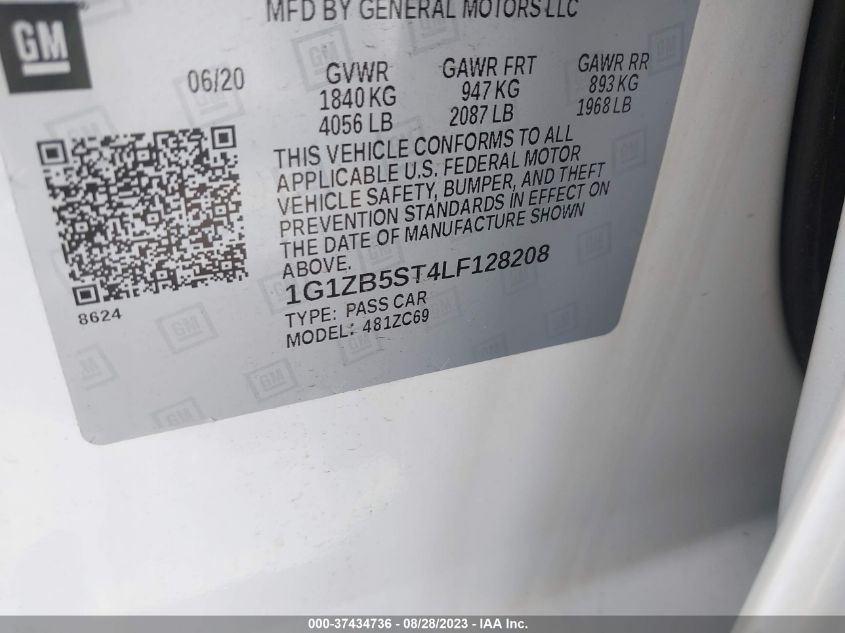 MFD BY GENERAL MOTORS LLC
GM
06/20
GVWR
1840 KG
4056 LB
GAWR FRT
947 KG
2087 LB
GAWR RR
893 KG
1968 LB
THIS VEHICLE CONFORMS TO ALL
APPLICABLE U.S. FEDERAL MOTOR
VEHICLE SAFETY, BUMPER, AND THEFT
PREVENTION STANDARDS IN EFFECT ON
THE DATE OF MANUFACTURE SHOWN
ABOVE.
1G1ZB5ST4LF128208
TYPE: PASS CAR
MODEL: 481ZC69
8624
000-37434736 - 08/28/2023 - © IAA Inc.